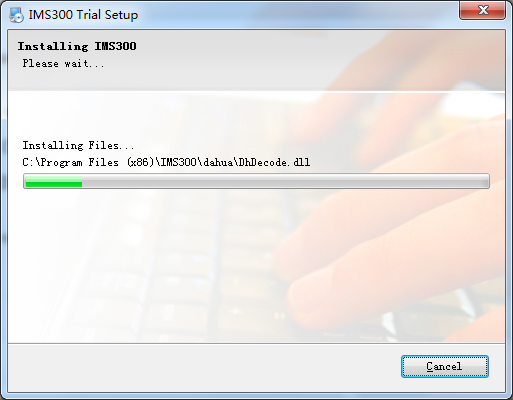 IMS300 Trial Setup
Installing IMS300
Please wait...
Installing Files...
C:\Program Files (x86)\IMS300\dahua\DhDecode.dll
Cancel